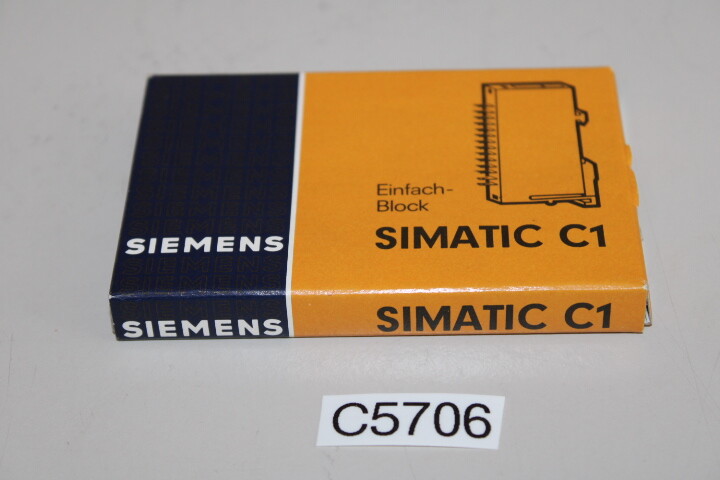 Einfach-
Block
SIEMENS
SIMATIC C1
SIEMENS
SIMATIC C1
C5706